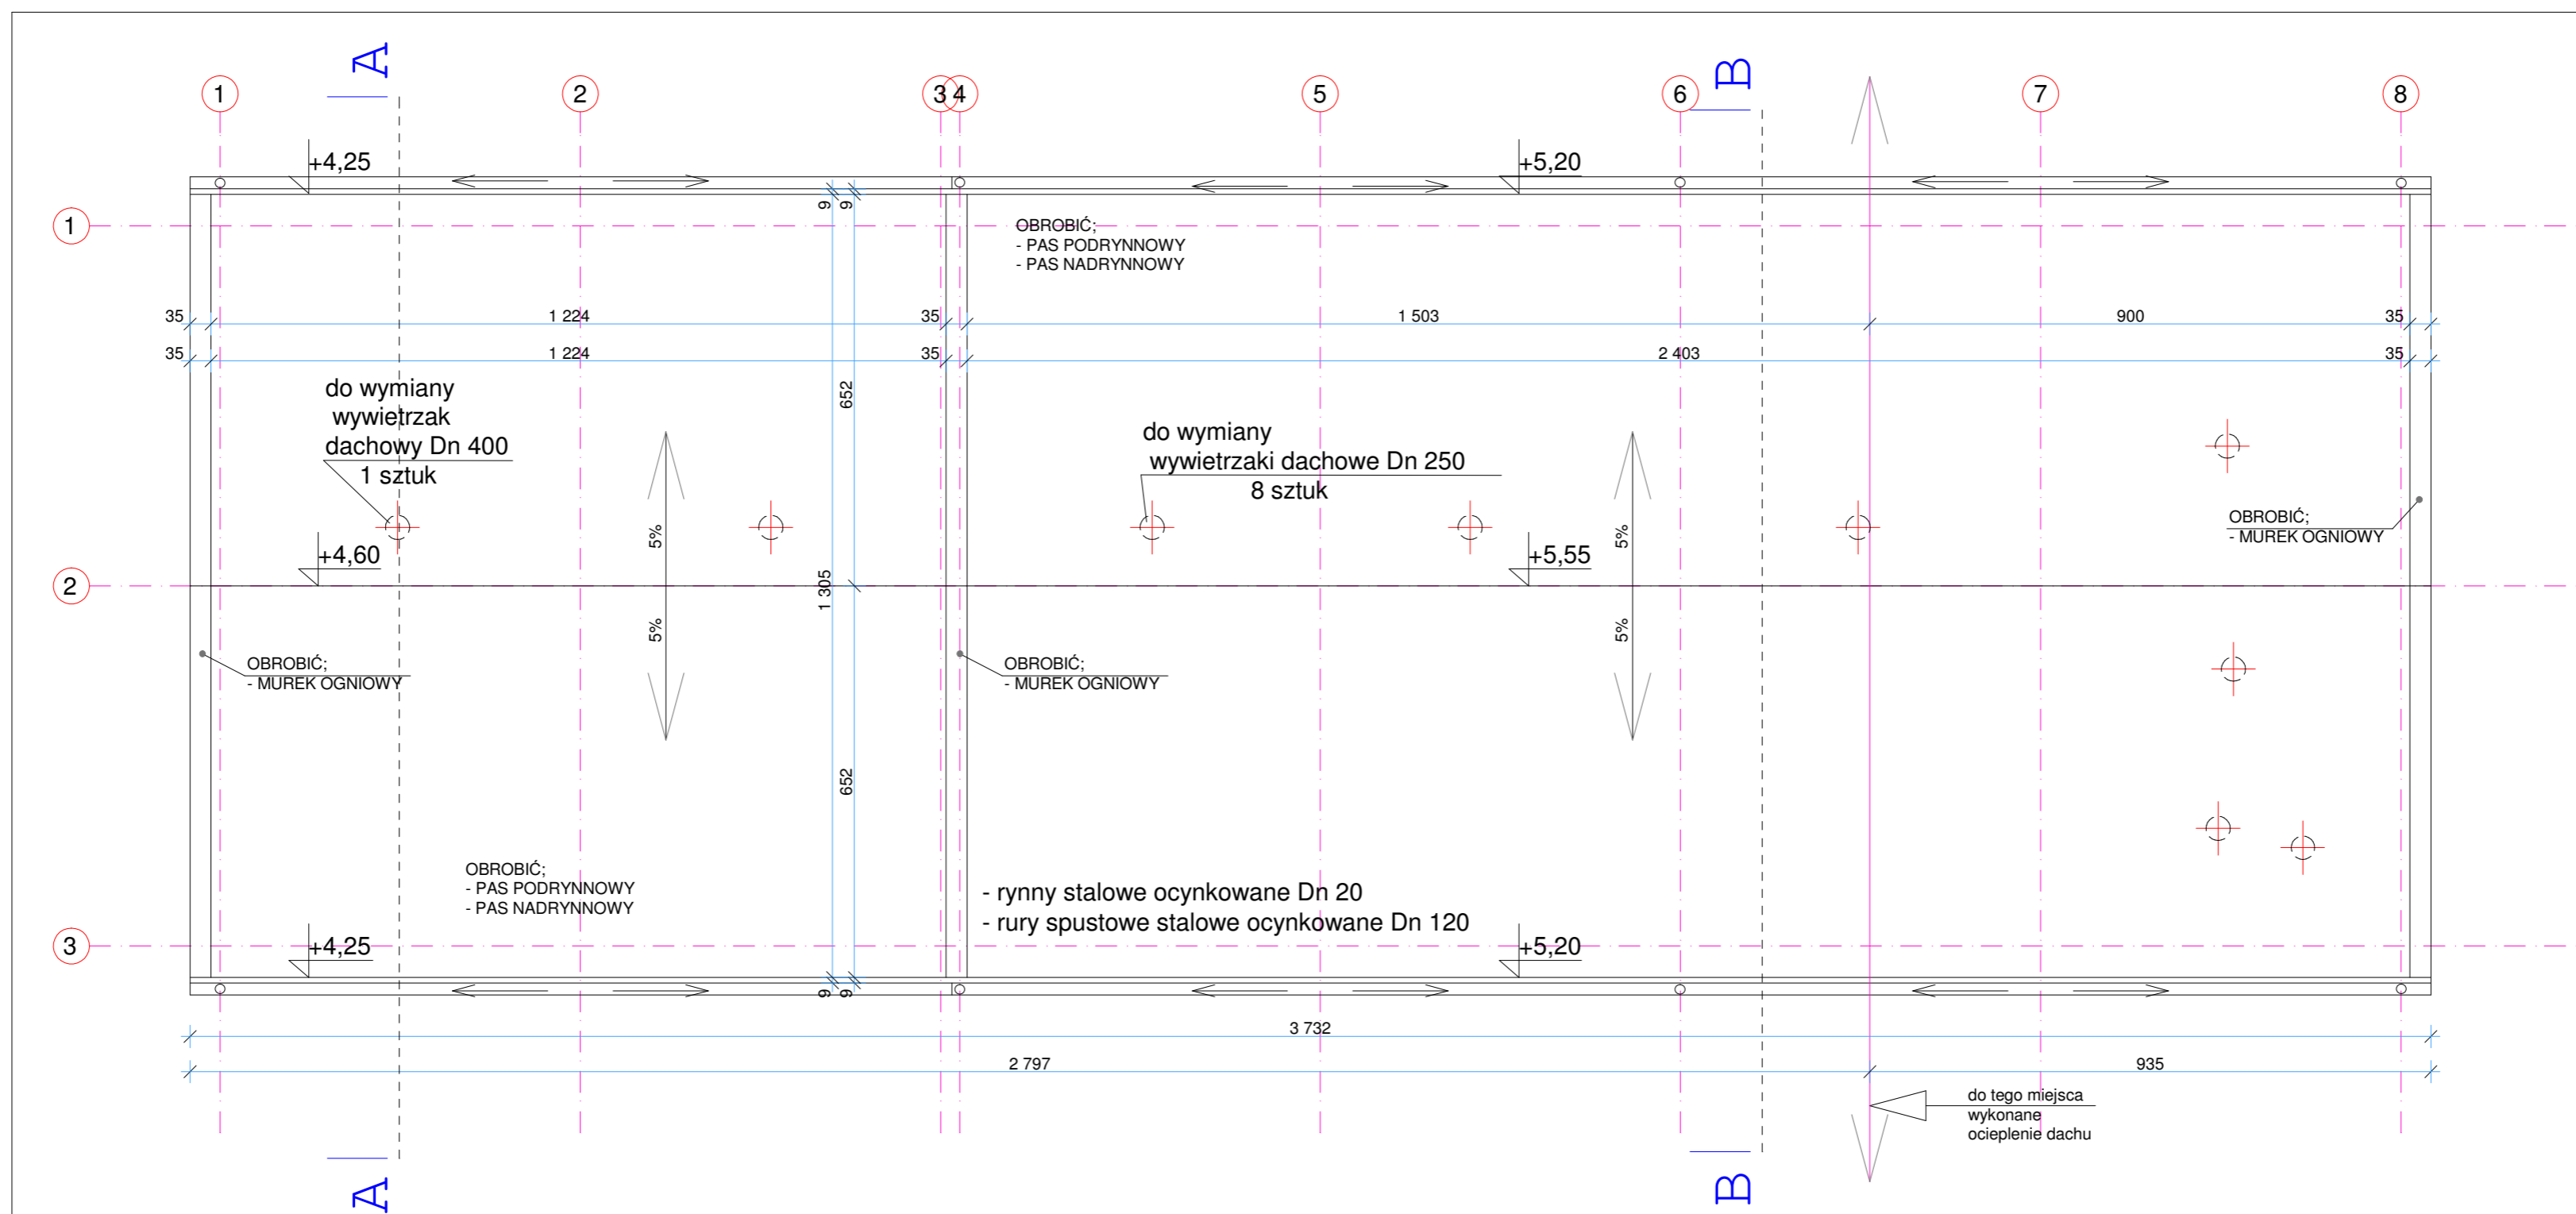 A
B
1
2
3
4
5
6
7
8
+4,25
+5,20
9
9
1
OBROBIĆ;
- PAS PODRYNNOWY
- PAS NADRYNNOWY
35
1 224
35
1 503
900
35
35
1 224
35
2 403
35
652
do wymiany
wywietrzak
dachowy Dn 400
1 sztuk
do wymiany
wywietrzaki dachowe Dn 250
8 sztuk
5%
5%
OBROBIĆ;
- MUREK OGNIOWY
+4,60
+5,55
2
1 305
5%
5%
OBROBIĆ;
- MUREK OGNIOWY
OBROBIĆ;
- MUREK OGNIOWY
652
OBROBIĆ;
- PAS PODRYNNOWY
- PAS NADRYNNOWY
- rynny stalowe ocynkowane Dn 20
- rury spustowe stalowe ocynkowane Dn 120
3
+4,25
+5,20
9
9
3 732
2 797
935
do tego miejsca
wykonane
ocieplenie dachu
A
B